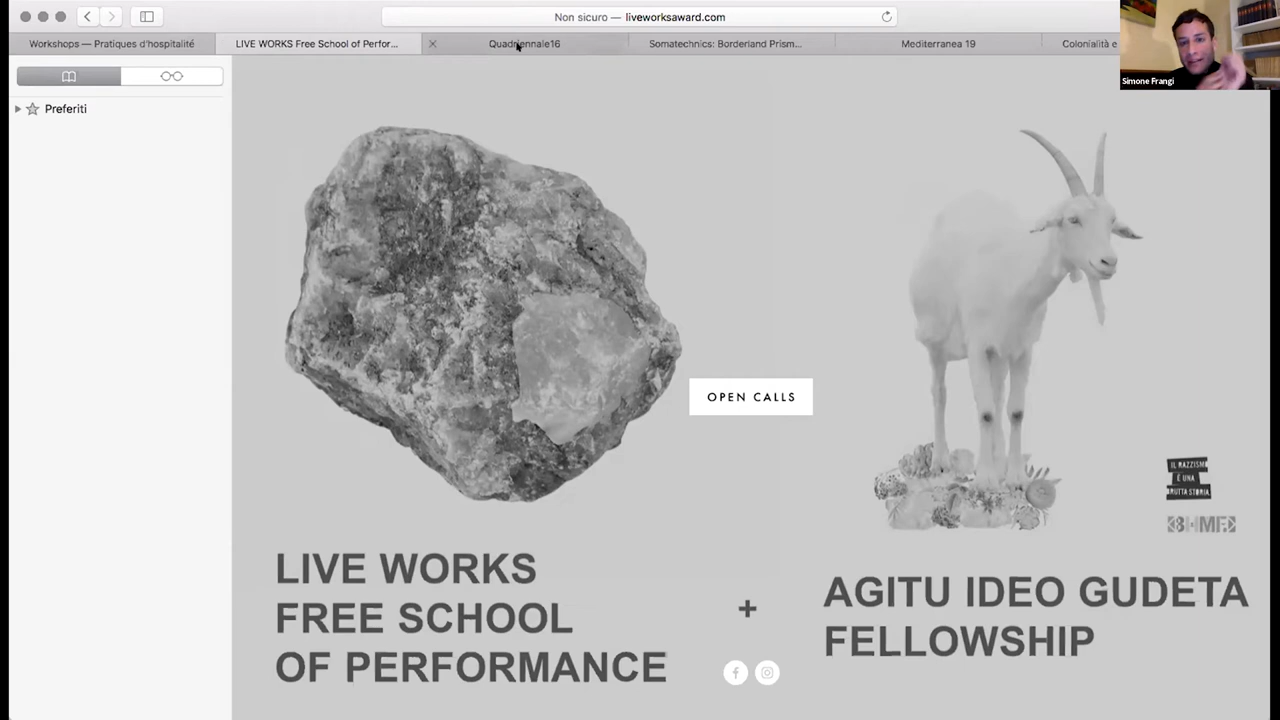 Non sicuro — liveworksaward.com
Workshops — Pratiques d'hospitalité
LIVE WORKS Free School of Perfor...
Quadriennale16
Somatechnics: Borderland Prism...
Mediterranea 19
Colonialità e
Simone Frangi
Preferiti
OPEN CALLS
IL RAZZISMO
È UNA
BRUTTA STORIA.
LIVE WORKS
FREE SCHOOL
OF PERFORMANCE
+
AGITU IDEO GUDETA
FELLOWSHIP